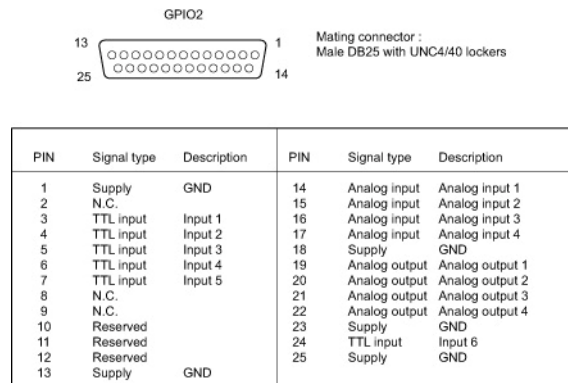 GPIO2
13 1
25 14
Mating connector :
Male DB25 with UNC4/40 lockers
PIN Signal type Description
1 Supply GND
2 N.C.
3 TTL input Input 1
4 TTL input Input 2
5 TTL input Input 3
6 TTL input Input 4
7 TTL input Input 5
8 N.C.
9 N.C.
10 Reserved
11 Reserved
12 Reserved
13 Supply GND
PIN Signal type Description
14 Analog input Analog input 1
15 Analog input Analog input 2
16 Analog input Analog input 3
17 Analog input Analog input 4
18 Supply GND
19 Analog output Analog output 1
20 Analog output Analog output 2
21 Analog output Analog output 3
22 Analog output Analog output 4
23 Supply GND
24 TTL input Input 6
25 Supply GND